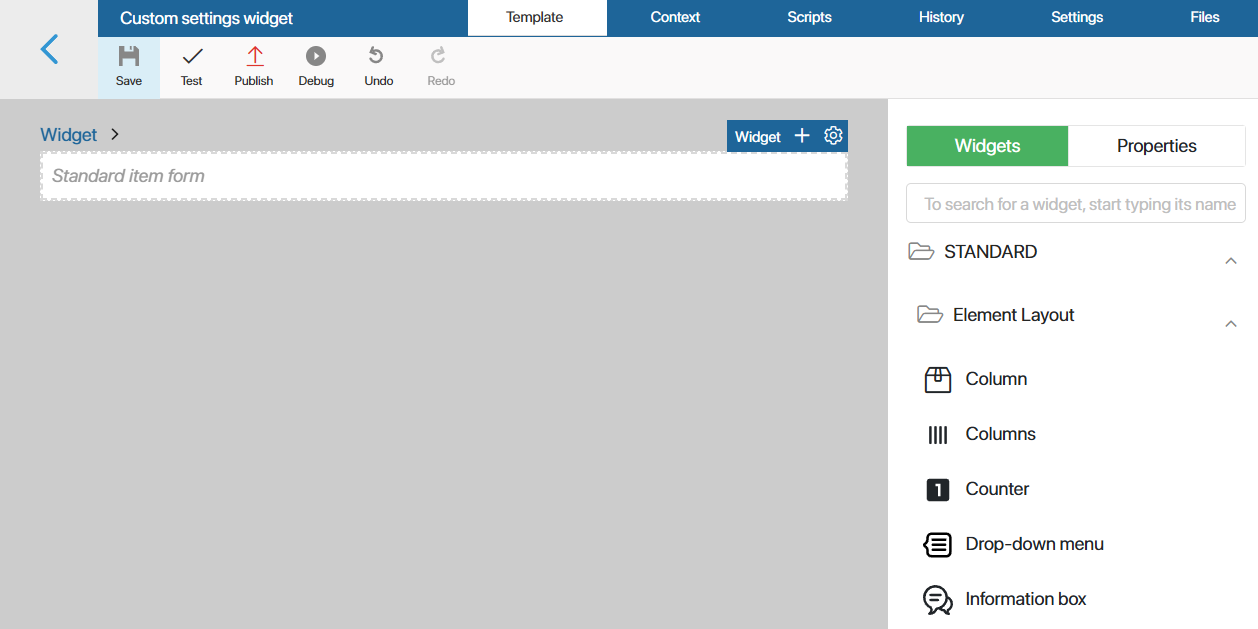 Custom settings widget
Template
Context
Scripts
History
Settings
Files
Save
Test
Publish
Debug
Undo
Redo
Widget
Widget
Standard item form
Widgets
Properties
To search for a widget, start typing its name
STANDARD
Element Layout
Column
Columns
1
Counter
Drop-down menu
Information box